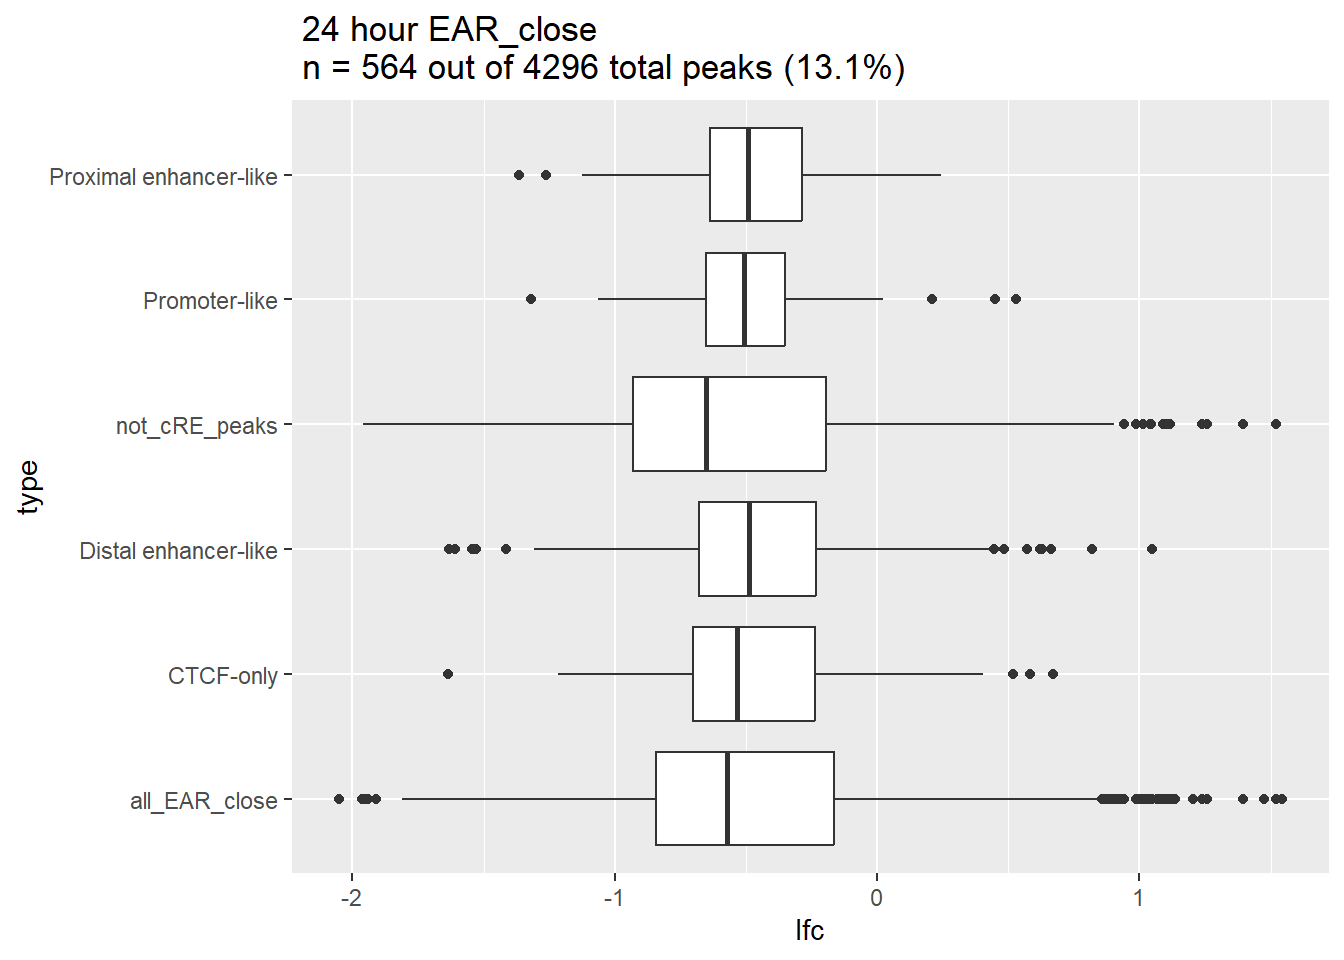 24 hour EAR_close
n = 564 out of 4296 total peaks (13.1%)
Proximal enhancer-like
Promoter-like
not_cRE_peaks
Distal enhancer-like
CTCF-only
all_EAR_close
type
-2
-1
0
1
lfc